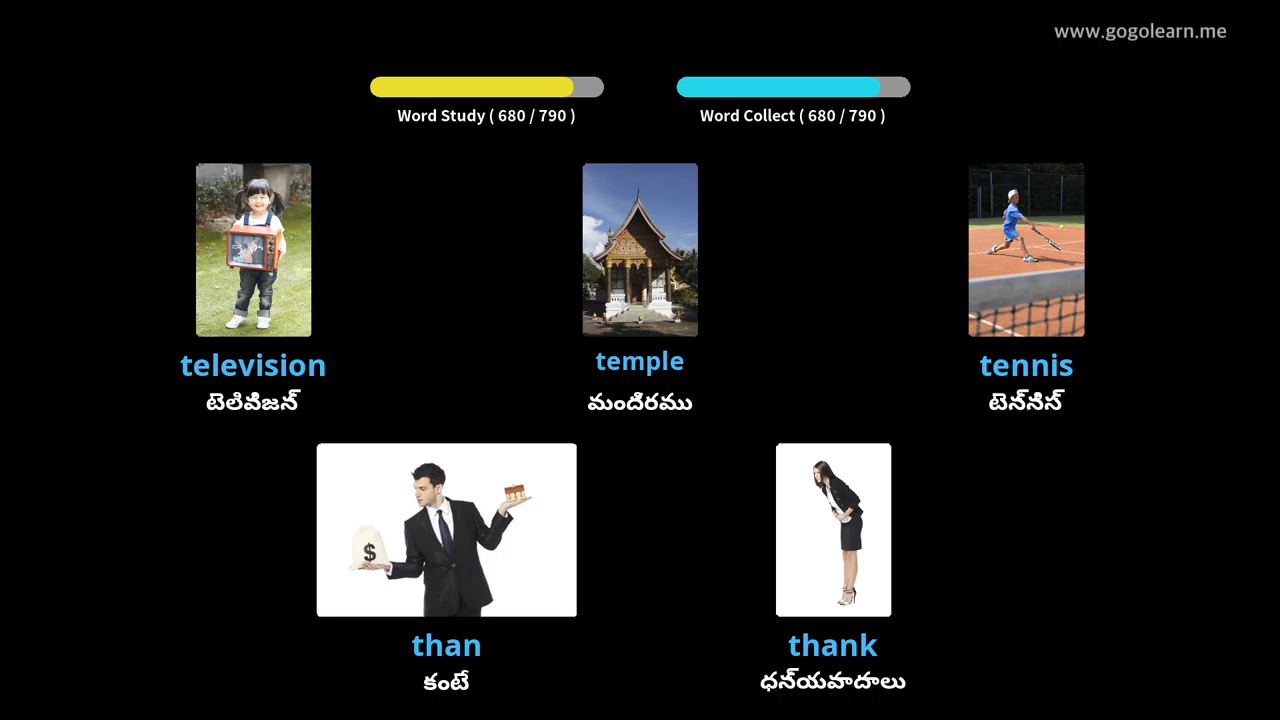 www.gogolearn.me
Word Study ( 680 / 790 )
Word Collect ( 680 / 790 )
television
temple
tennis
టెలివిజన్
మందిరము
టెన్నిస్
than
thank
కంటే
ధన్యవాదాలు